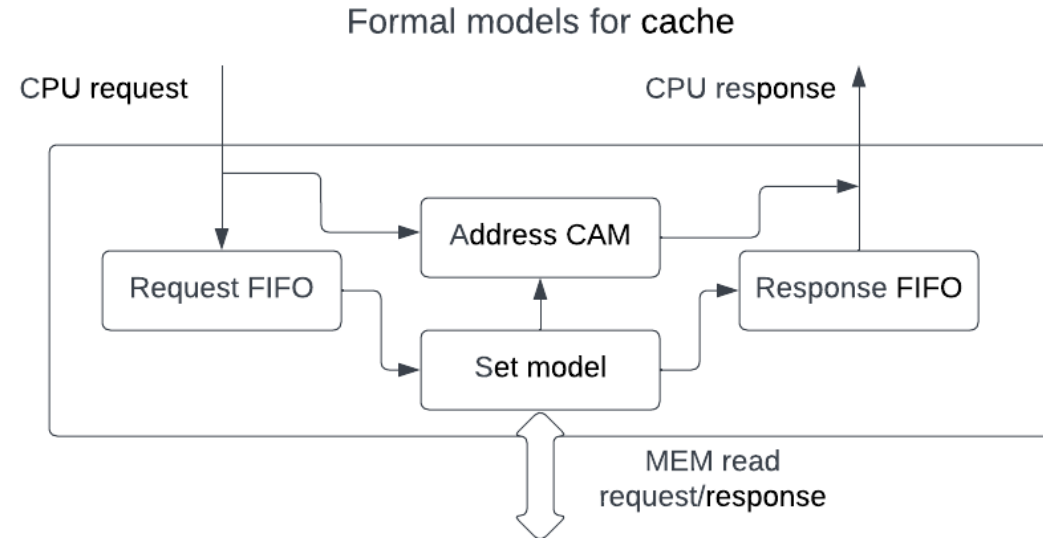 Formal models for cache
CPU request
CPU response
Address CAM
Request FIFO
Response FIFO
Set model
MEM read
request/response